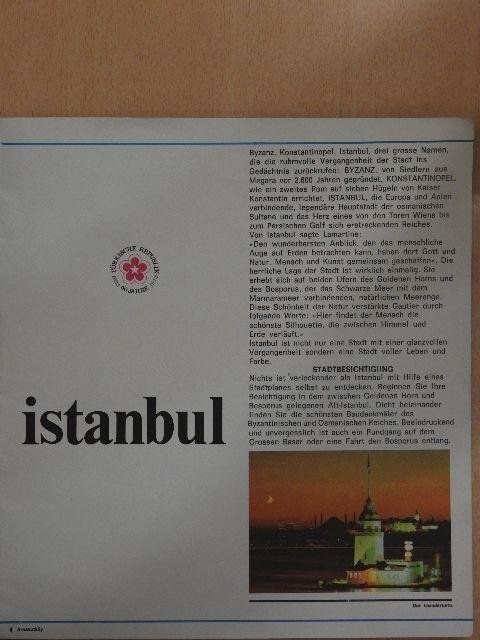 TÜRKISCHE REPUBLIK
50 JAHRE
istanbul
Byzanz, Konstantinopel, Istanbul, drei grosse Namen,
die die ruhmvolle Vergangenheit der Stadt ins
Gedächtnis zurückrufen: BYZANZ, von Siedlern aus
Megara vor 2.600 Jahren gegründet, KONSTANTINOPEL,
wie ein zweites Rom auf sinben Hügeln von Kaiser
Konstantin errichtet, ISTANBUL, die Europa und Asien
verbindende, legendäre Hauptstadt der osmanischen
Sultane und das Herz eines von den Toren Wiens bis
zum Persischen Golf sich erstreckenden Reiches.
Von Istanbul sagte Lamartine:
«Den wunderbarsten Anblick, den das menschliche
Auge auf Erden betrachten kann, haben dort Gott und
Natur, Mensch und Kunst gemeinsam geschaffen». Die
herrliche Lage der Stadt ist wirklich einmalig. Sie
erhebt sich auf beiden Ufern des Goldenen Horns und
des Bosporus, der das Schwarze Meer mit dem
Marmarameer verbindenden, natürlichen Meerenge.
Diese Schönheit der Natur verstärkte Gautier durch
folgende Worte: «Hier findet der Mensch die
schönste Silhouette, die zwischen Himmel und
Erde verläuft.»
Istanbul ist nicht nur eine Stadt mit einer glanzvollen
Vergangenheit sondern eine Stadt voller Leben und
Farbe.
STADTBESICHTIGUNG
Nichts ist verlockender als Istanbul mit Hilfe eines
Stadtplanes selbst zu entdecken. Beginnen Sie Ihre
Besichtigung in dem zwischen Goldenen Horn und
Bosporus gelegenen Alt-Istanbul. Dicht beieinander
finden Sie die schönsten Baudenkmäler des
Byzantinischen und Osmanischen Reiches. Beeindruckend
und unvergesslich ist auch ein Rundgang auf dem
Grossen Basar oder eine Fahrt den Bosporus entlang.
Der Leanderturm
4 Arnavutköy